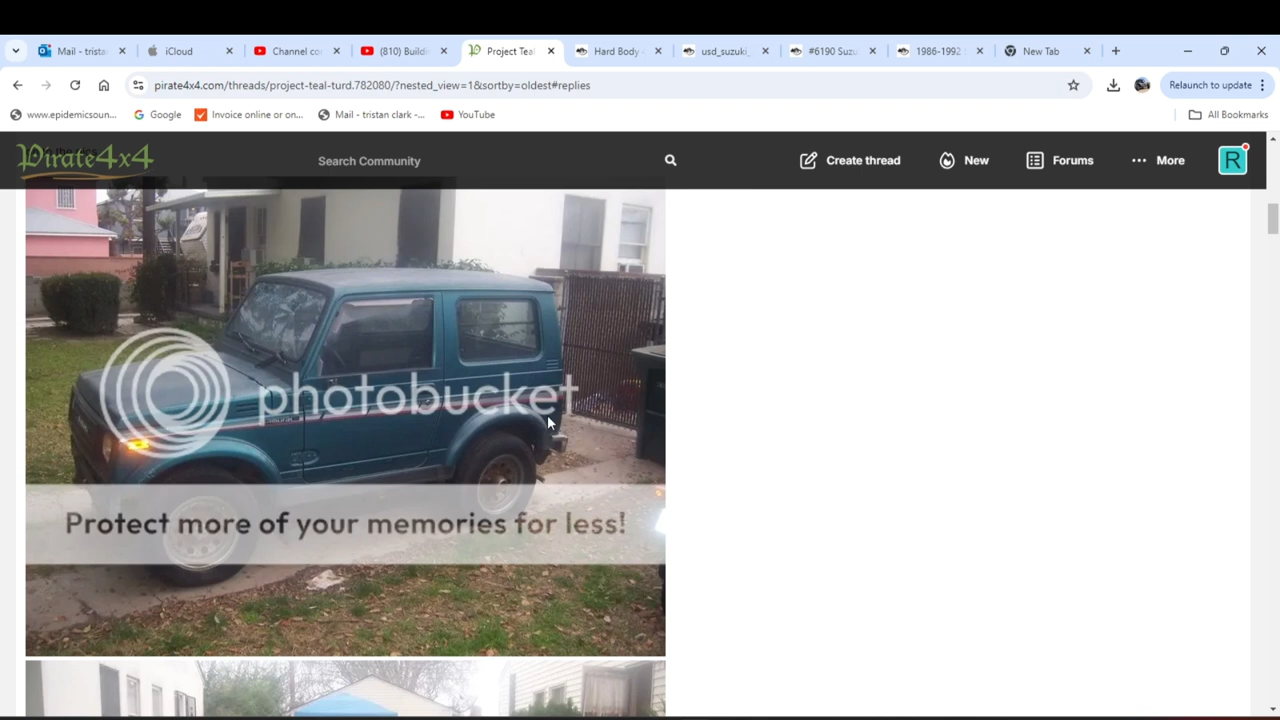 Mail - trista
iCloud
Channel co
(810) Buildi
Project Teal
Hard Body
usd_suzuki_
#6190 Suzu
1986-1992
New Tab
pirate4x4.com/threads/project-teal-turd.782080/?nested_view=1&sortby=oldest#replies
Relaunch to update
www.epidemicsoun...
Google
Invoice online or on...
Mail - tristan clark -...
YouTube
All Bookmarks
Pirate4x4
Search Community
Create thread
New
Forums
More
R
photobucket
Protect more of your memories for less!